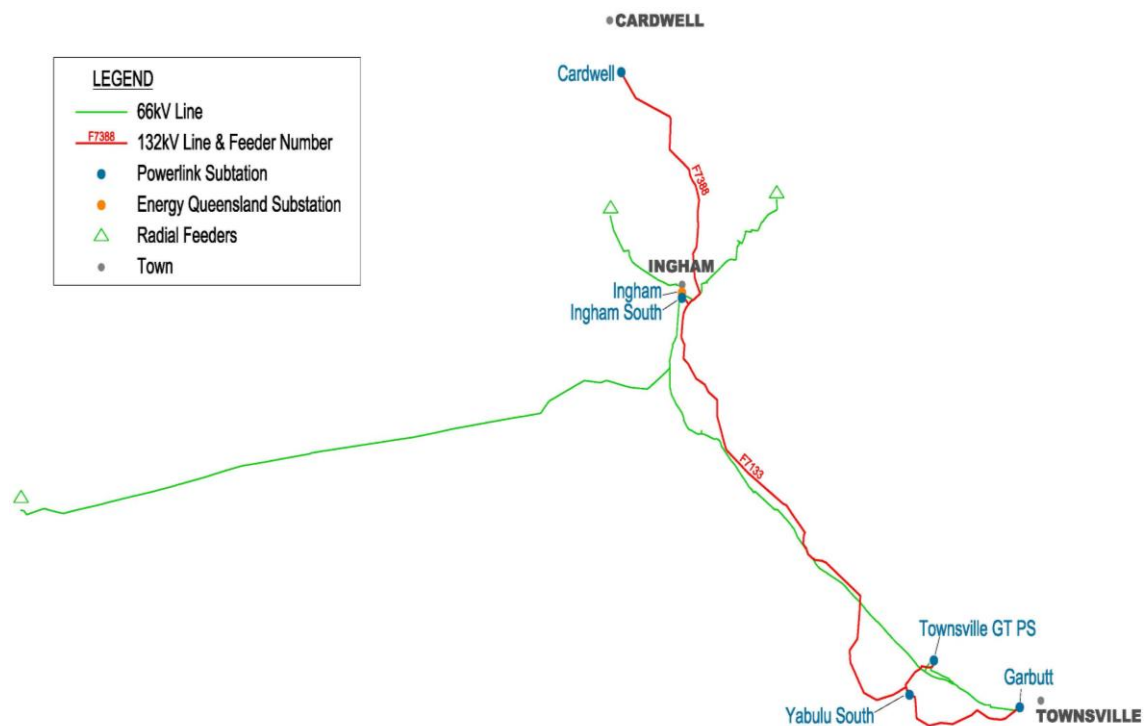 CARDWELL
Cardwell
LEGEND
66kV Line
F7388
132kV Line & Feeder Number
Powerlink Subtation
Energy Queensland Substation
Radial Feeders
Town
F7388
INGHAM
Ingham
Ingham South
F7133
Townsville GT PS
Garbutt
Yabulu South
TOWNSVILLE